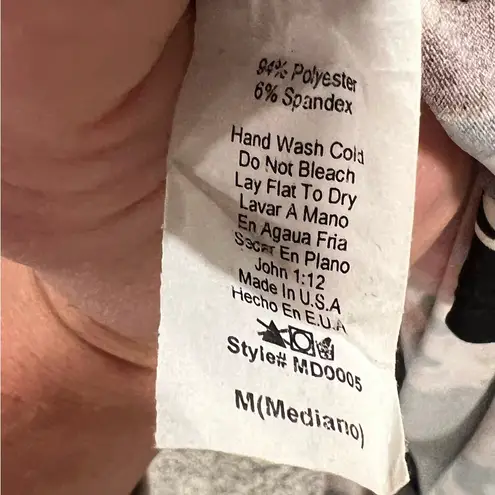 94% Polyester
6% Spandex
Hand Wash Cold
Do Not Bleach
Lay Flat To Dry
Lavar A Mano
En Agaua Fria
Secar En Plano
John 1:12
Made In U.S.A
Hecho En E.U.A
Style# MD0005
M(Mediano)